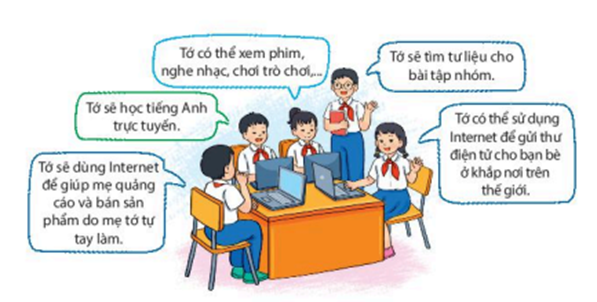 Tớ có thể xem phim,
nghe nhạc, chơi trò chơi,...
Tớ sẽ tìm tư liệu cho
bài tập nhóm.
Tớ sẽ học tiếng Anh
trực tuyến.
Tớ có thể sử dụng
Internet để gửi thư
điện tử cho bạn bè
ở khắp nơi trên
thế giới.
Tớ sẽ dùng Internet
để giúp mẹ quảng
cáo và bán sản
phẩm do mẹ tớ tự
tay làm.